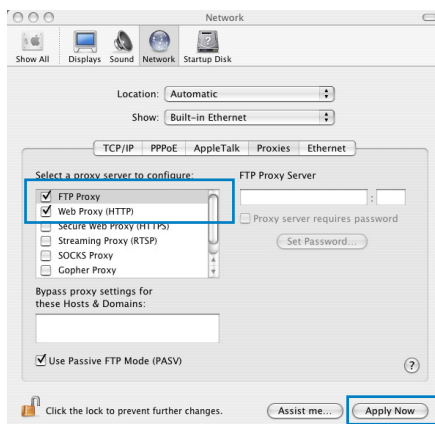 Network
Show All Displays Sound Network Startup Disk
Location: Automatic
Show: Built-in Ethernet
TCP/IP PPPoE AppleTalk Proxies Ethernet
Select a proxy server to configure: FTP Proxy Server
FTP Proxy :
Web Proxy (HTTP) Proxy server requires password
Secure Web Proxy (HTTPS)
Streaming Proxy (RTSP) Set Password...
SOCKS Proxy
Gopher Proxy
Bypass proxy settings for
these Hosts & Domains:
Use Passive FTP Mode (PASV)
?
Click the lock to prevent further changes. Assist me... Apply Now